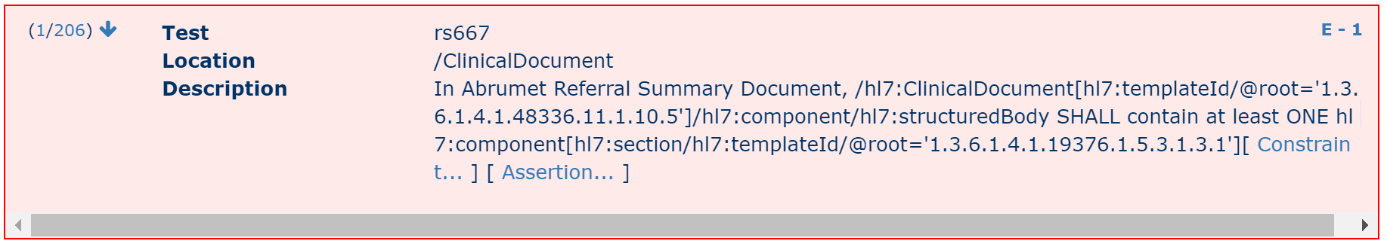 (1/206) Test rs667 E - 1
Location /ClinicalDocument
Description In Abrumet Referral Summary Document, /hl7:ClinicalDocument[hl7:templateId/@root='1.3.
6.1.4.1.48336.11.1.10.5']/hl7:component/hl7:structuredBody SHALL contain at least ONE hl
7:component[hl7:section/hl7:templateId/@root='1.3.6.1.4.1.19376.1.5.3.1.3.1'][ Constrain
t... ] [ Assertion... ]